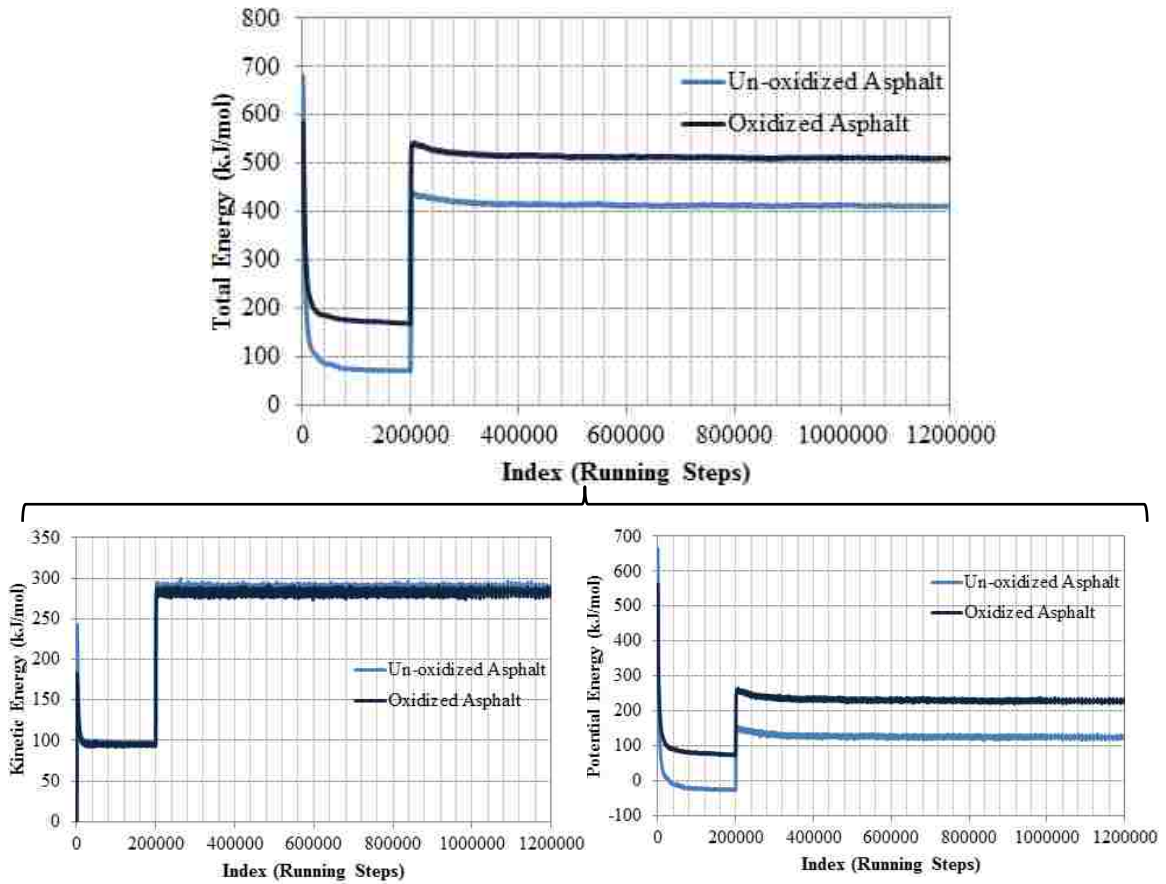 800
700
600
500
400
300
200
100
0
Total Energy (kJ/mol)
Un-oxidized Asphalt
Oxidized Asphalt
0 200000 400000 600000 800000 1000000 1200000
Index (Running Steps)
350
300
250
200
150
100
50
0
Kinetic Energy (kJ/mol)
Un-oxidized Asphalt
Oxidized Asphalt
0 200000 400000 600000 800000 1000000 1200000
Index (Running Steps)
700
600
500
400
300
200
100
0
-100
Potential Energy (kJ/mol)
Un-oxidized Asphalt
Oxidized Asphalt
0 200000 400000 600000 800000 1000000 1200000
Index (Running Steps)